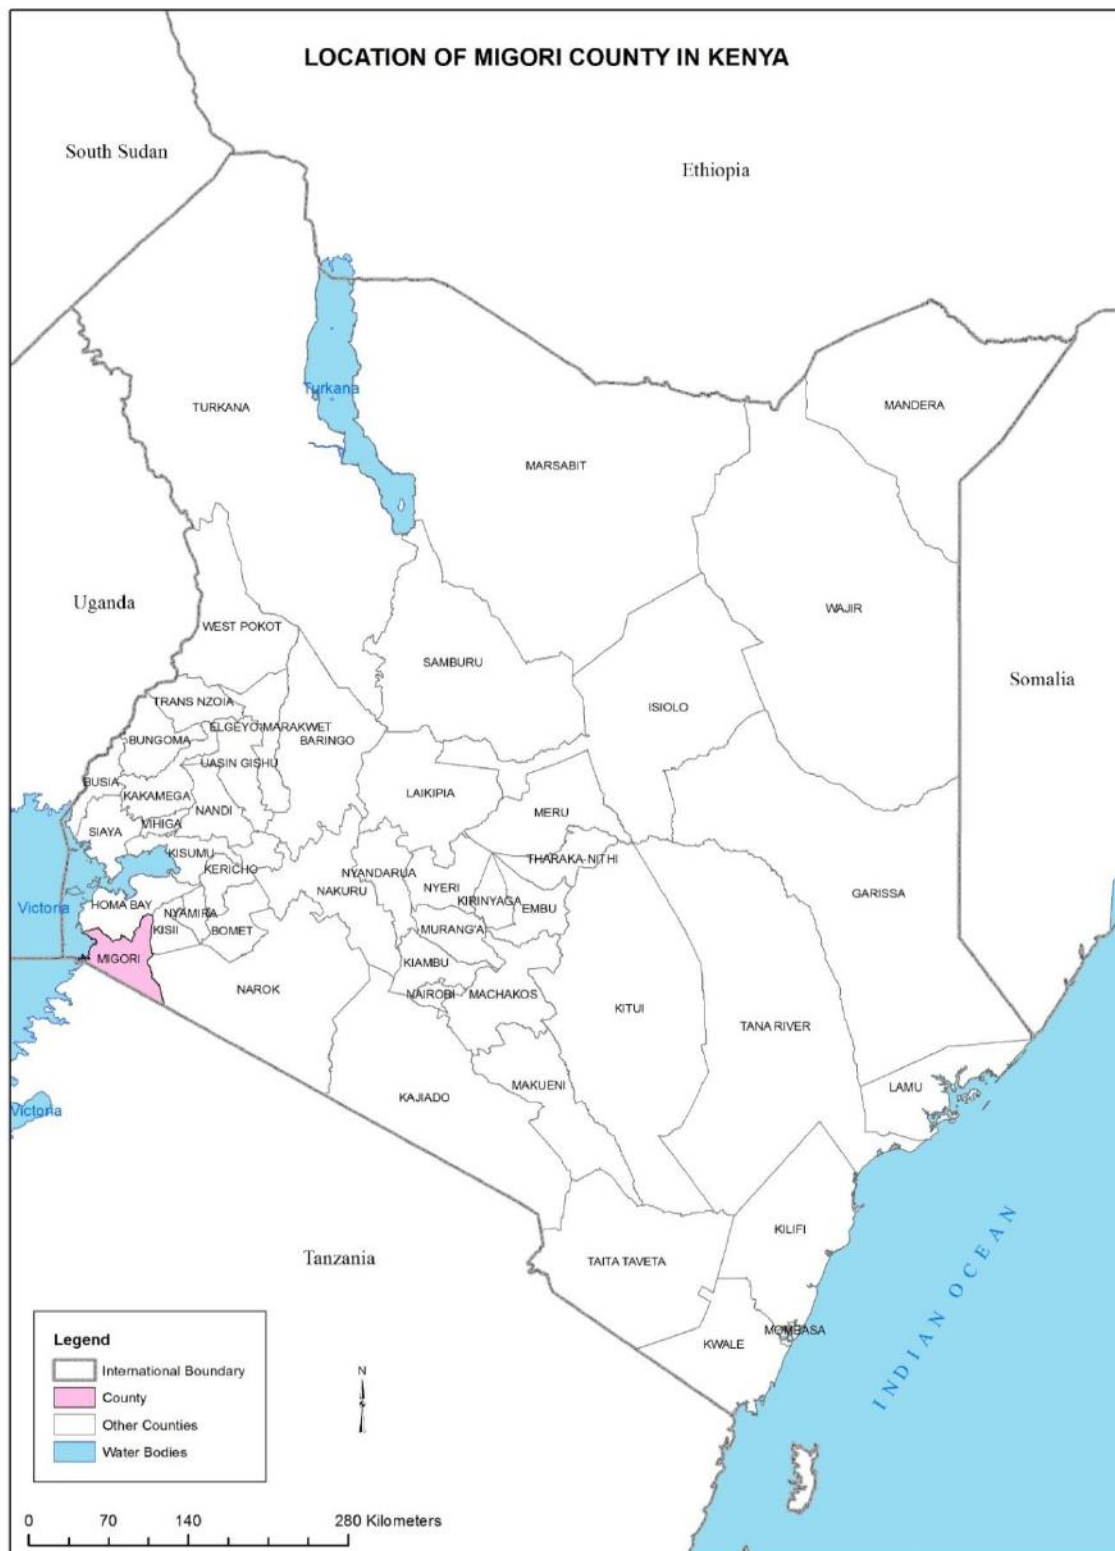 LOCATION OF MIGORI COUNTY IN KENYA
South Sudan
Ethiopia
Turkana
TURKANA
MANDERA
MARSABIT
Uganda
WAJIR
WEST POKOT
SAMBURU
Somalia
TRANS NZOIA
ISIOLO
ELGEYO/MARAKWET
BUNGOMA
BARINGO
UASIN GISHU
BUSIA
KAKAMEGA
LAIKIPIA
NANDI
MERU
VIHIGA
SIAYA
KISUMU
THARAKA-NITHI
KERICHO
NYANDARUA
NAKURU
NYERI
GARISSA
KIRINYAGA
HOMA BAY
Victoria
NYAMIRA
EMBU
KISII
BOMET
MURANG'A
MIGORI
KIAMBU
NAROK
NAIROBI
MACHAKOS
KITUI
TANA RIVER
MAKUENI
LAMU
KAJIADO
Victoria
KILIFI
Tanzania
TAITA TAVETA
INDIAN OCEAN
MOMBASA
KWALE
Legend
International Boundary
County
Other Counties
Water Bodies
N
0 70 140 280 Kilometers